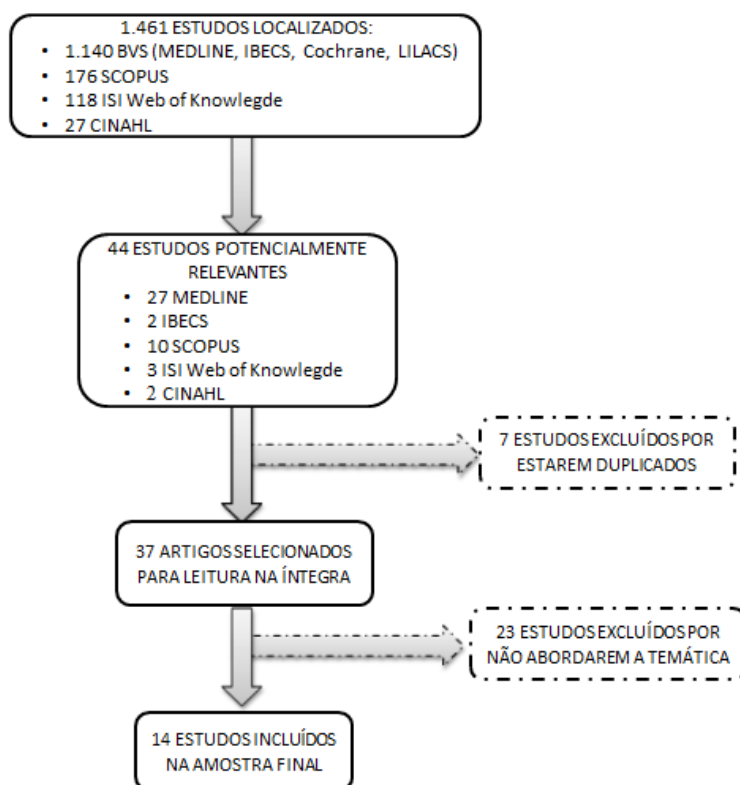 1.461 ESTUDOS LOCALIZADOS:
• 1.140 BVS (MEDLINE, IBECS, Cochrane, LILACS)
• 176 SCOPUS
• 118 ISI Web of Knowlegde
• 27 CINAHL
44 ESTUDOS POTENCIALMENTE
RELEVANTES
• 27 MEDLINE
• 2 IBECS
• 10 SCOPUS
• 3 ISI Web of Knowlegde
• 2 CINAHL
7 ESTUDOS EXCLUÍDOS POR
ESTAREM DUPLICADOS
37 ARTIGOS SELECIONADOS
PARA LEITURA NA ÍNTEGRA
23 ESTUDOS EXCLUÍDOS POR
NÃO ABORDAREM A TEMÁTICA
14 ESTUDOS INCLUÍDOS
NA AMOSTRA FINAL